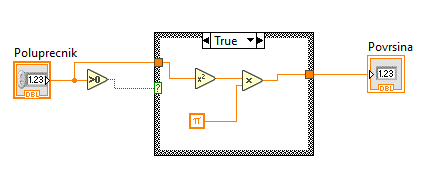 True
Poluprecnik
Povrsina
1.23
DBL
>0
?
x²
x
π
1.23
DBL